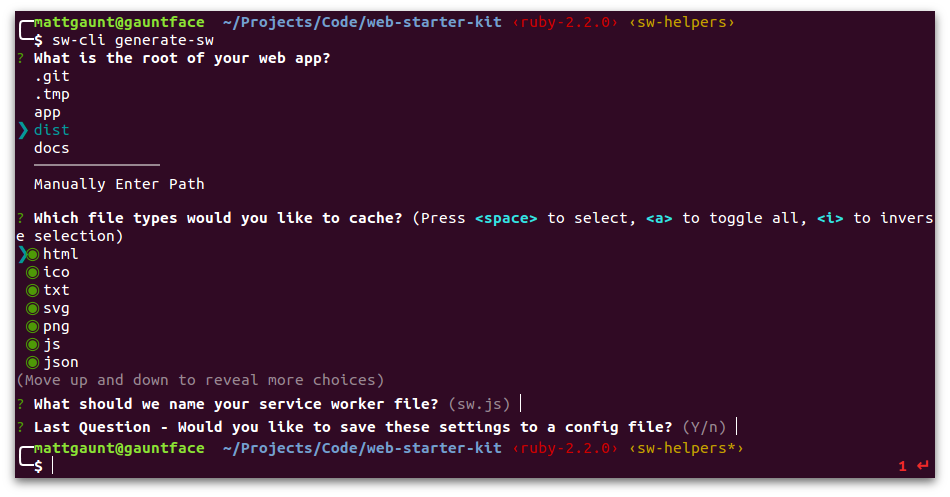 mattgaunt@gauntface  ~/Projects/Code/web-starter-kit ‹ruby-2.2.0› ‹sw-helpers›
$ sw-cli generate-sw
? What is the root of your web app?
.git
.tmp
app
❯ dist
docs
──────────────
Manually Enter Path
? Which file types would you like to cache? (Press <space> to select, <a> to toggle all, <i> to invers
e selection)
❯◉ html
◉ ico
◉ txt
◉ svg
◉ png
◉ js
◉ json
(Move up and down to reveal more choices)
? What should we name your service worker file? (sw.js)
? Last Question - Would you like to save these settings to a config file? (Y/n)
mattgaunt@gauntface  ~/Projects/Code/web-starter-kit ‹ruby-2.2.0› ‹sw-helpers*›
$ 1 ↵